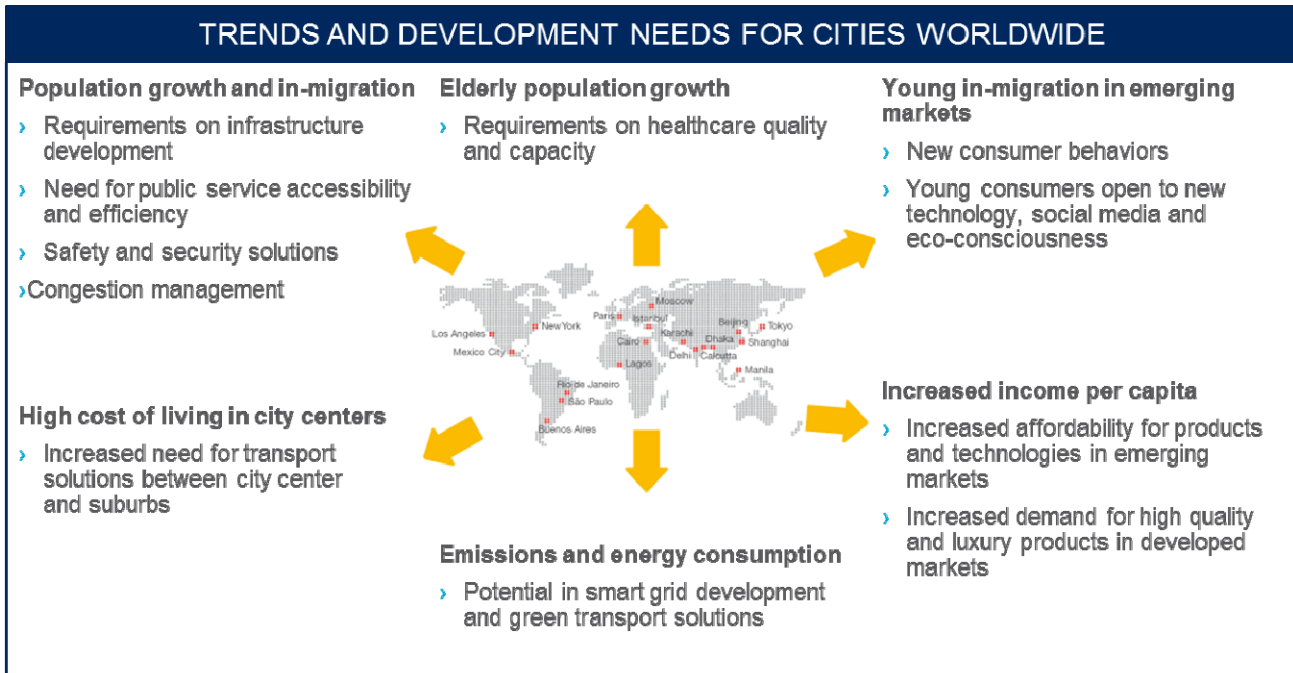 TRENDS AND DEVELOPMENT NEEDS FOR CITIES WORLDWIDE
Population growth and in-migration
› Requirements on infrastructure
development
› Need for public service accessibility
and efficiency
› Safety and security solutions
›Congestion management
Elderly population growth
› Requirements on healthcare quality
and capacity
Young in-migration in emerging
markets
› New consumer behaviors
› Young consumers open to new
technology, social media and
eco-consciousness
Moscow
Paris
Istanbul
Beijing
Tokyo
New York
Los Angeles
Karachi
Cairo
Dhaka
Shanghai
Mexico City
Delhi
Calcutta
Lagos
Manila
Rio de Janeiro
São Paulo
Buenos Aires
High cost of living in city centers
› Increased need for transport
solutions between city center
and suburbs
Emissions and energy consumption
› Potential in smart grid development
and green transport solutions
Increased income per capita
› Increased affordability for products
and technologies in emerging
markets
› Increased demand for high quality
and luxury products in developed
markets